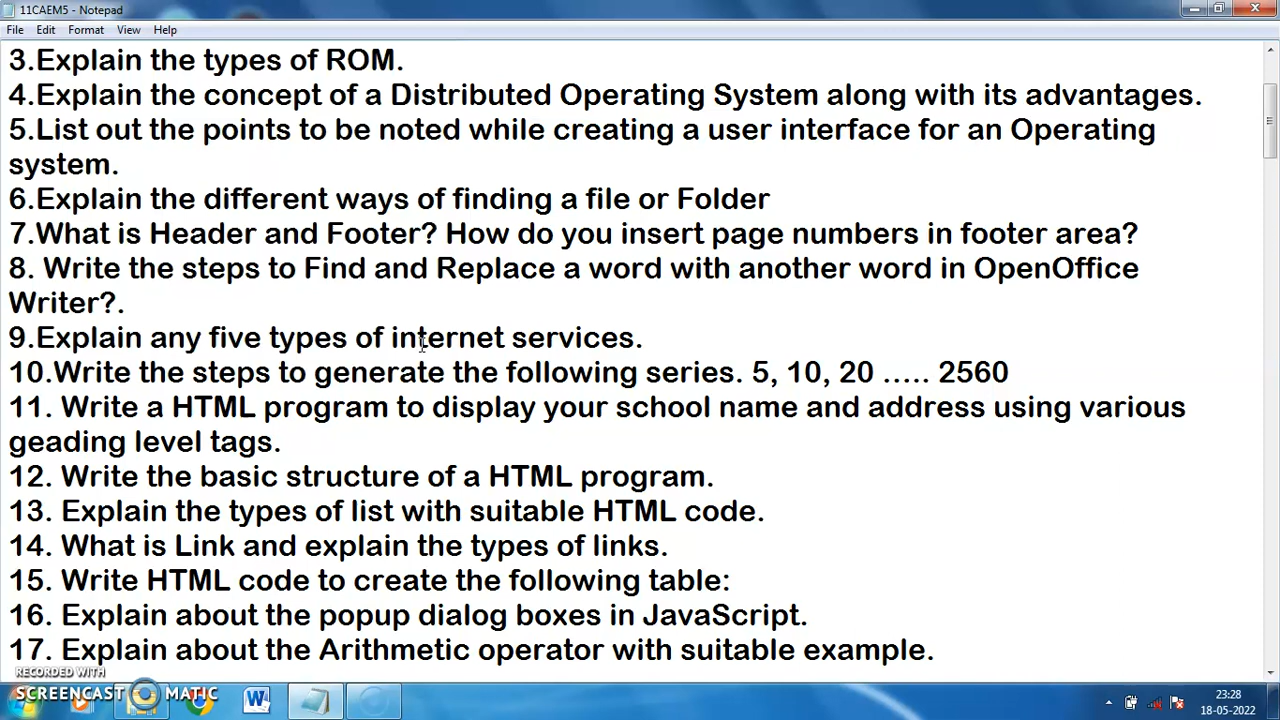 11CAEM5 - Notepad
File Edit Format View Help
3.Explain the types of ROM.
4.Explain the concept of a Distributed Operating System along with its advantages.
5.List out the points to be noted while creating a user interface for an Operating
system.
6.Explain the different ways of finding a file or Folder
7.What is Header and Footer? How do you insert page numbers in footer area?
8. Write the steps to Find and Replace a word with another word in OpenOffice
Writer?.
9.Explain any five types of internet services.
10.Write the steps to generate the following series. 5, 10, 20 ..... 2560
11. Write a HTML program to display your school name and address using various
geading level tags.
12. Write the basic structure of a HTML program.
13. Explain the types of list with suitable HTML code.
14. What is Link and explain the types of links.
15. Write HTML code to create the following table:
16. Explain about the popup dialog boxes in JavaScript.
17. Explain about the Arithmetic operator with suitable example.
RECORDED WITH
SCREENCAST MATIC
23:28
18-05-2022